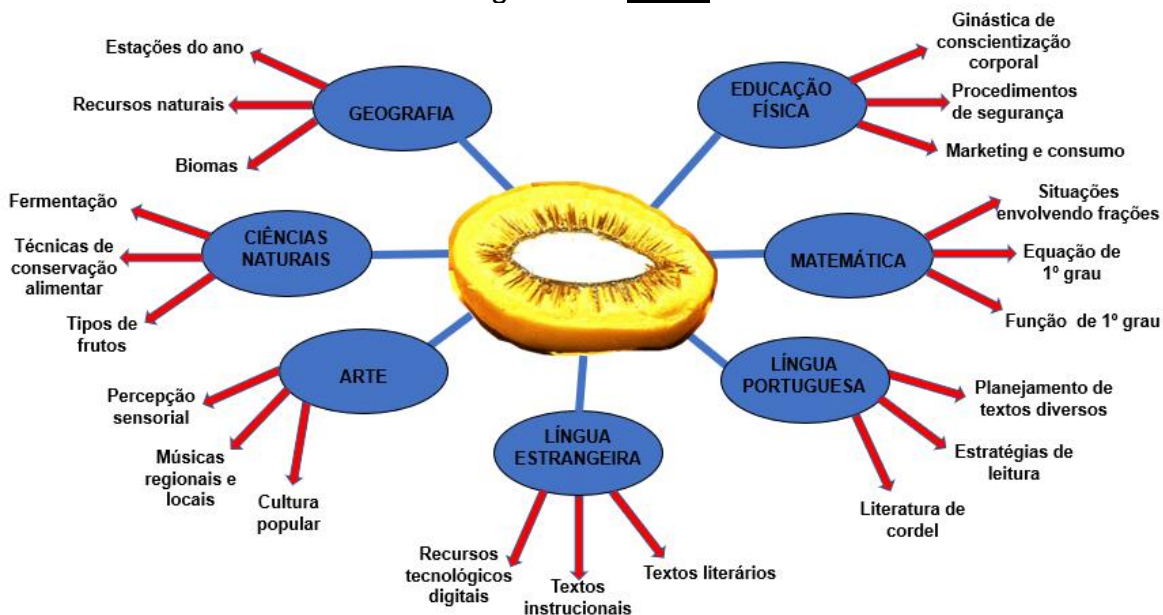 Estações do ano
Recursos naturais
Biomas
GEOGRAFIA
EDUCAÇÃO
FÍSICA
Ginástica de
conscientização
corporal
Procedimentos
de segurança
Marketing e consumo
Fermentação
Técnicas de
conservação
alimentar
Tipos de
frutos
CIÊNCIAS
NATURAIS
MATEMÁTICA
Situações
envolvendo frações
Equação de
1º grau
Função de 1º grau
ARTE
Percepção
sensorial
Músicas
regionais e
locais
Cultura
popular
LÍNGUA
ESTRANGEIRA
Recursos
tecnológicos
digitais
Textos
instrucionais
Textos literários
LÍNGUA
PORTUGUESA
Planejamento de
textos diversos
Estratégias de
leitura
Literatura de
cordel